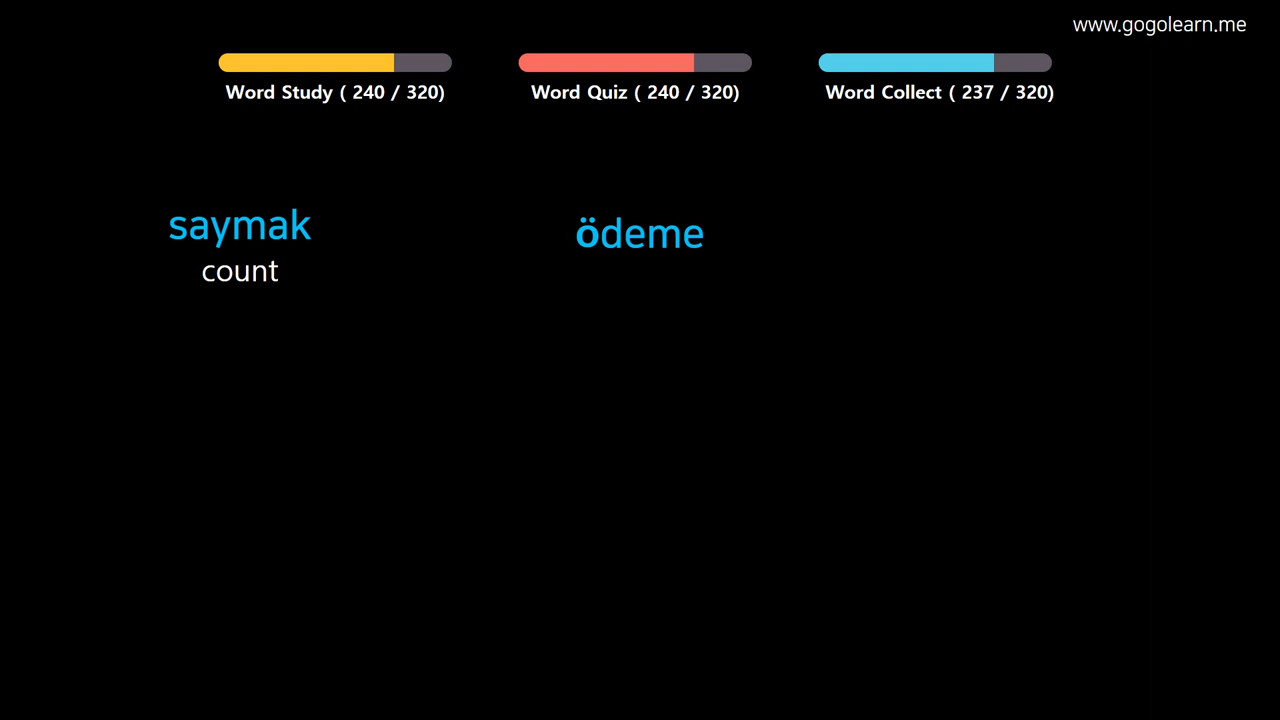 www.gogolearn.me
Word Study ( 240 / 320)
Word Quiz ( 240 / 320)
Word Collect ( 237 / 320)
saymak
count
ödeme